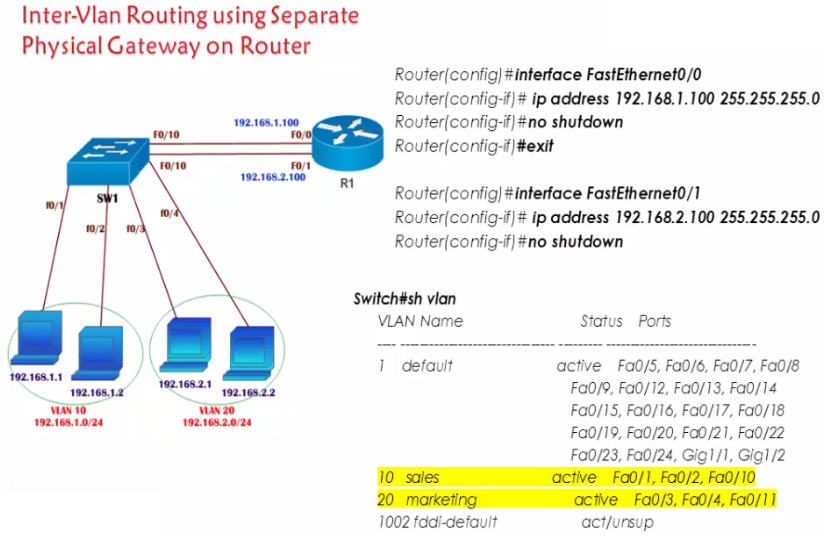 Inter-Vlan Routing using Separate
Physical Gateway on Router
Router(config)#interface FastEthernet0/0
Router(config-if)# ip address 192.168.1.100 255.255.255.0
Router(config-if)#no shutdown
Router(config-if)#exit
Router(config)#interface FastEthernet0/1
Router(config-if)# ip address 192.168.2.100 255.255.255.0
Router(config-if)#no shutdown
192.168.1.100
F0/10
F0/0
F0/10
F0/1
192.168.2.100
R1
SW1
f0/1
f0/2
f0/3
f0/4
192.168.1.1
192.168.1.2
192.168.2.1
192.168.2.2
VLAN 10
192.168.1.0/24
VLAN 20
192.168.2.0/24
Switch#sh vlan
VLAN Name Status Ports
---- -------------------------------- --------- -------------------------------
1 default active Fa0/5, Fa0/6, Fa0/7, Fa0/8
Fa0/9, Fa0/12, Fa0/13, Fa0/14
Fa0/15, Fa0/16, Fa0/17, Fa0/18
Fa0/19, Fa0/20, Fa0/21, Fa0/22
Fa0/23, Fa0/24, Gig1/1, Gig1/2
10 sales active Fa0/1, Fa0/2, Fa0/10
20 marketing active Fa0/3, Fa0/4, Fa0/11
1002 fddi-default act/unsup